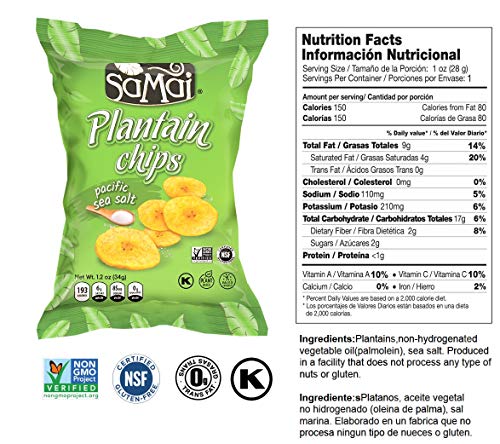 SaMai®
Plantain
chips
pacific
sea salt
NON
GMO
Project
VERIFIED
NSF
Net Wt. 1.2 oz (34g)
193
0g
K
NON
GMO
Project
VERIFIED
nongmoproject.org
CERTIFIED
NSF
GLUTEN-FREE
GRASAS TRANS
0g
TRANS FAT
K
Nutrition Facts
Información Nutricional
Serving Size / Tamaño de la Porción: 1 oz (28 g)
Servings Per Container / Porciones por Envase: 1
Amount per serving/ Cantidad por porción
Calories 150 Calories from Fat 80
Calorías 150 Calorías de Grasa 80
% Daily value* / % del Valor Diario*
Total Fat / Grasas Totales 9g 14%
Saturated Fat / Grasas Saturadas 4g 20%
Trans Fat / Ácidos Grasos Trans 0g
Cholesterol / Colesterol 0mg 0%
Sodium / Sodio 110mg 5%
Potassium / Potasio 210mg 6%
Total Carbohydrate / Carbohidratos Totales 17g 6%
Dietary Fiber / Fibra Dietética 2g 8%
Sugars / Azúcares 2g
Protein / Proteína <1g
Vitamin A / Vitamina A 10% • Vitamin C / Vitamina C 10%
Calcium / Calcio 0% • Iron / Hierro 2%
* Percent Daily Values are based on a 2,000 calorie diet.
* Los porcentajes de Valores Diarios están basados en una dieta
de 2,000 calorías.
Ingredients:Plantains,non-hydrogenated
vegetable oil(palmolein), sea salt. Produced
in a facility that does not process any type of
nuts or gluten.
Ingrediente:sPlatanos, aceite vegetal
no hidrogenado (oleina de palma), sal
marina. Elaborado en un fabrica que no
procesa ningun tipo de nueces o gluten.